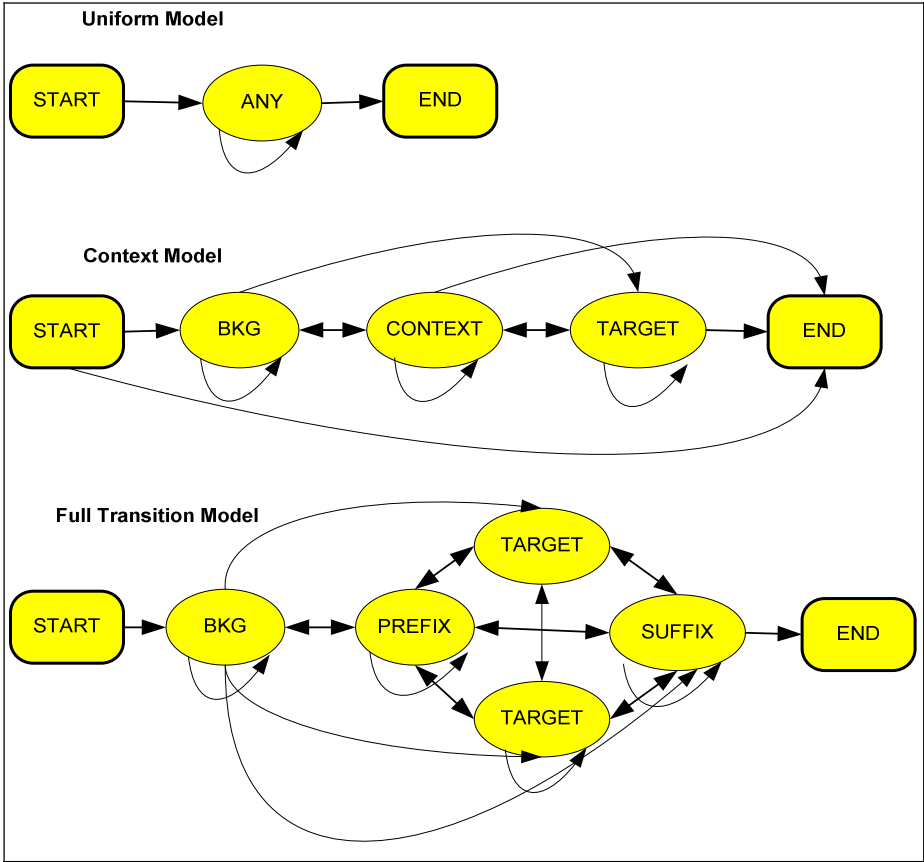 Uniform Model
START
ANY
END
Context Model
START
BKG
CONTEXT
TARGET
END
Full Transition Model
TARGET
START
BKG
PREFIX
SUFFIX
END
TARGET